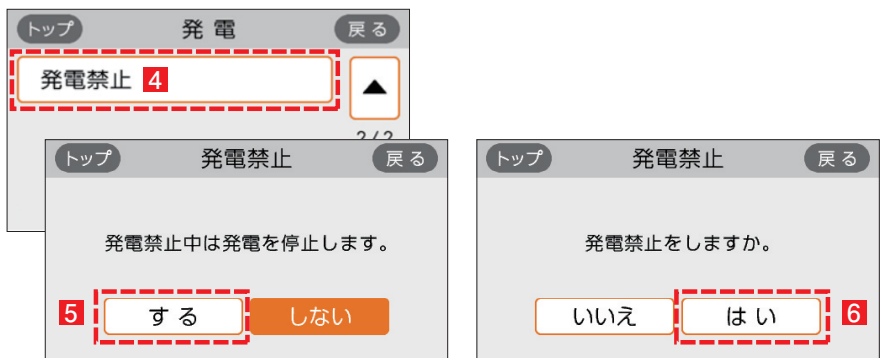 トップ 発電 戻る
発電禁止 4
▲
2/2
トップ 発電禁止 戻る
発電禁止中は発電を停止します。
5 する しない
トップ 発電禁止 戻る
発電禁止をしますか。
いいえ はい 6